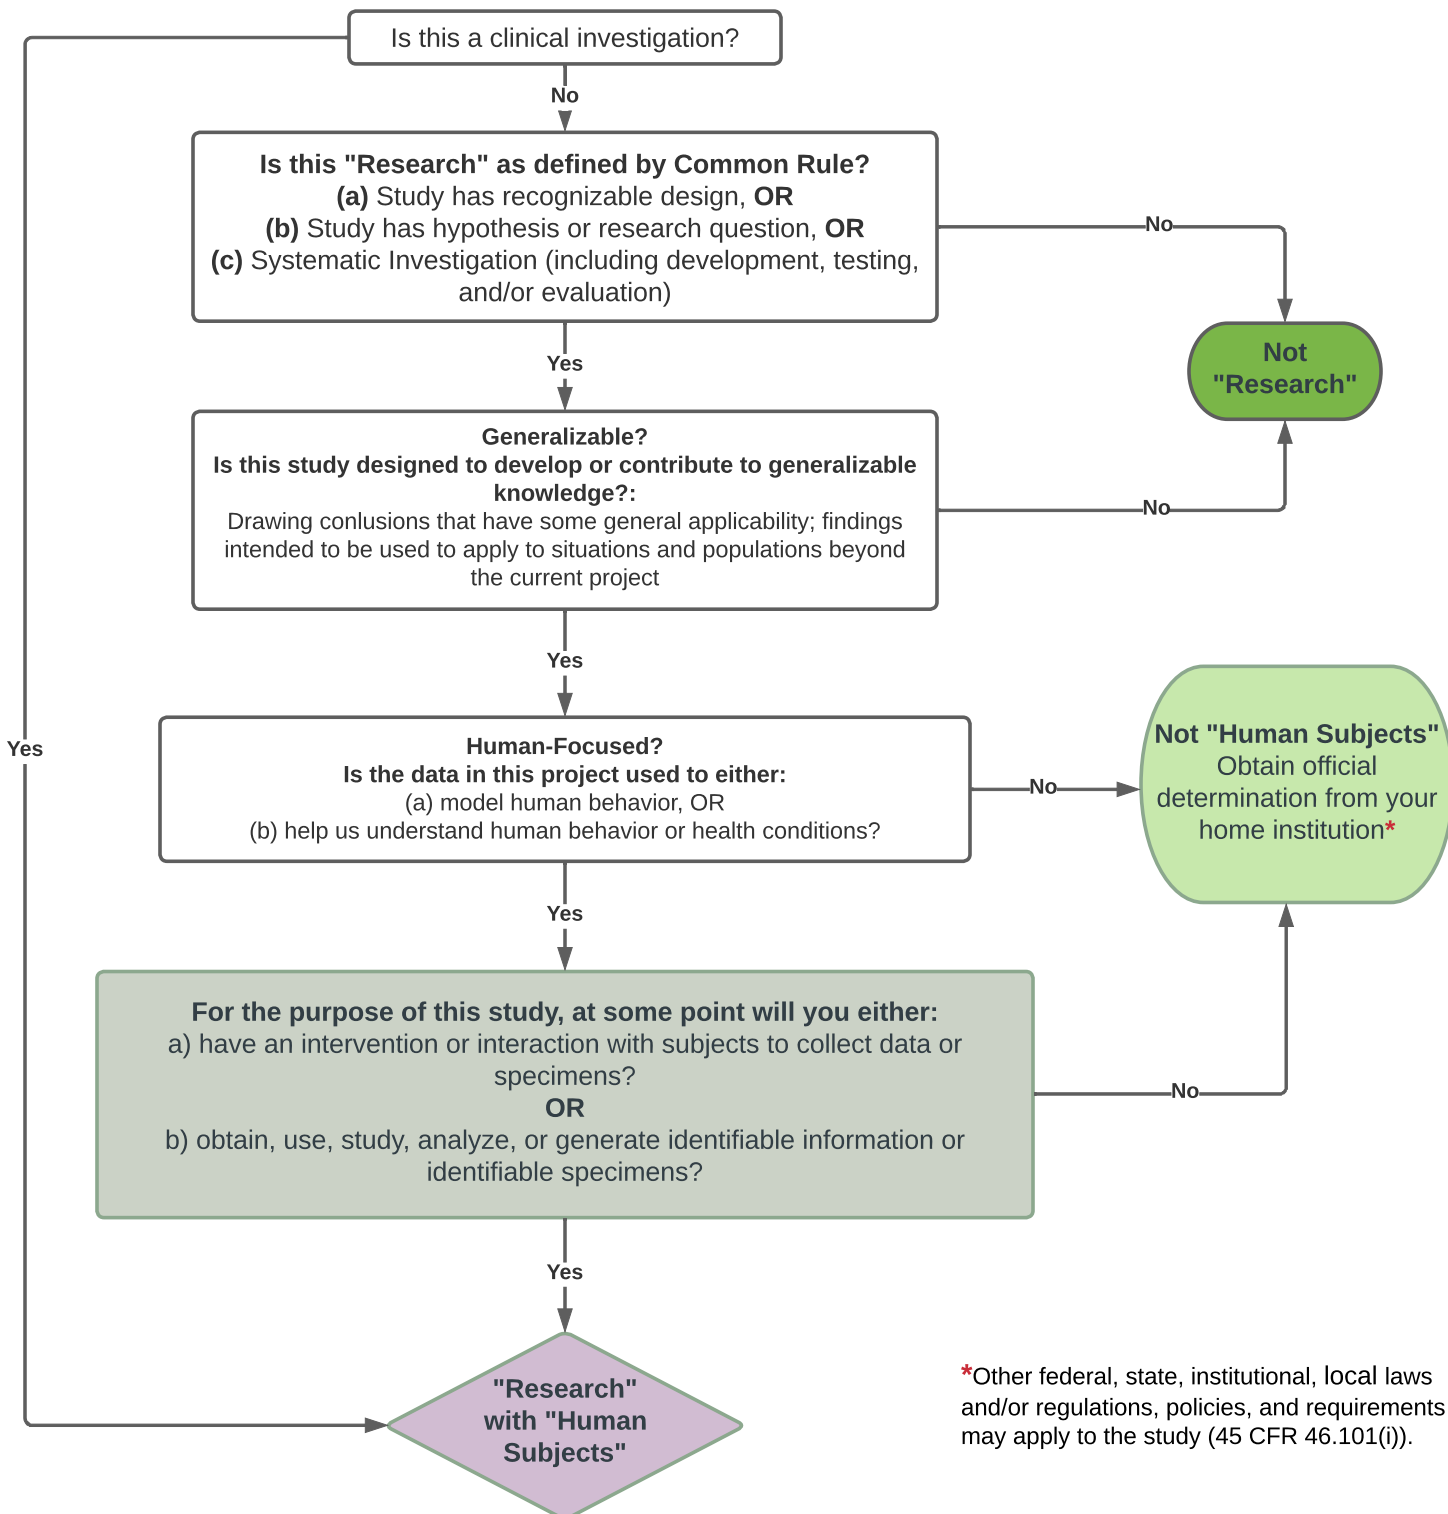 Is this a clinical investigation?
No
Is this "Research" as defined by Common Rule?
(a) Study has recognizable design, OR
(b) Study has hypothesis or research question, OR
(c) Systematic Investigation (including development, testing,
and/or evaluation)
No
Not
"Research"
Yes
Generalizable?
Is this study designed to develop or contribute to generalizable
knowledge?:
Drawing conlusions that have some general applicability; findings
intended to be used to apply to situations and populations beyond
the current project
No
Yes
Human-Focused?
Is the data in this project used to either:
(a) model human behavior, OR
(b) help us understand human behavior or health conditions?
No
Not "Human Subjects"
Obtain official
determination from your
home institution*
Yes
Yes
For the purpose of this study, at some point will you either:
a) have an intervention or interaction with subjects to collect data or
specimens?
OR
b) obtain, use, study, analyze, or generate identifiable information or
identifiable specimens?
No
Yes
"Research"
with "Human
Subjects"
*Other federal, state, institutional, local laws
and/or regulations, policies, and requirements
may apply to the study (45 CFR 46.101(i)).